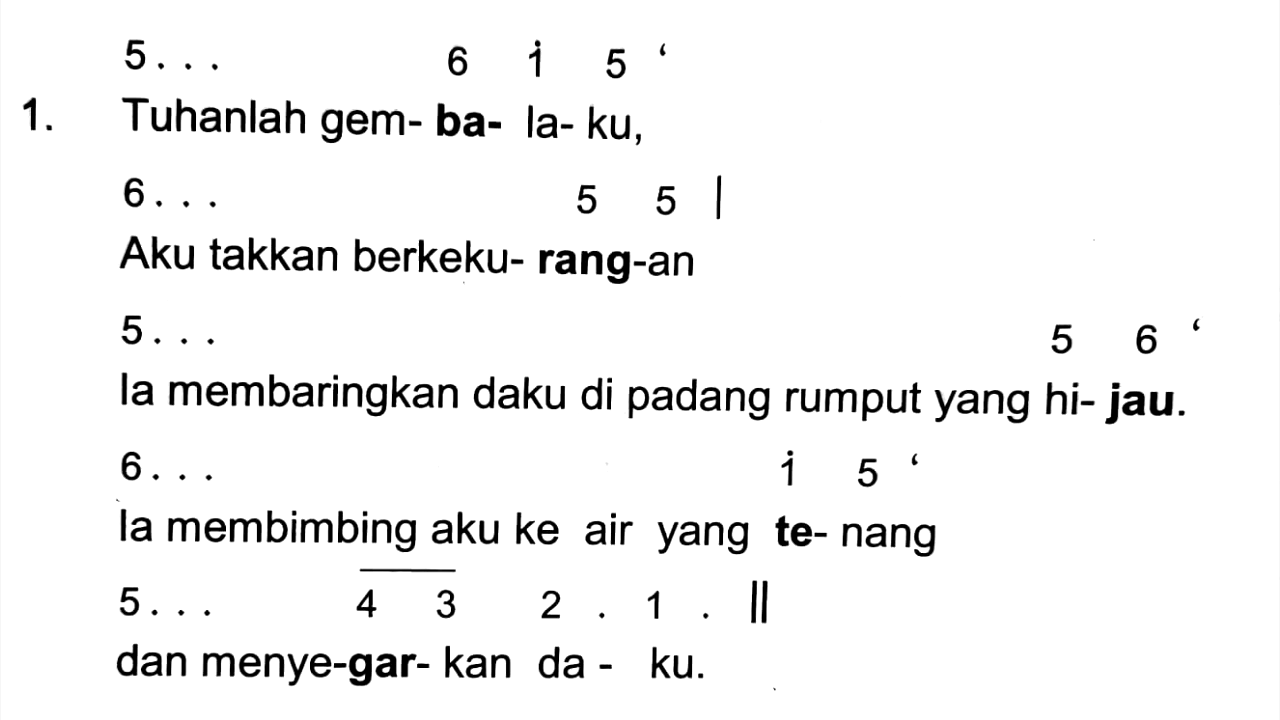 5 . . . 6 i 5 ‘
1. Tuhanlah gem- ba- la- ku,
6 . . . 5 5 |
Aku takkan berkeku- rang-an
5 . . . 5 6 ‘
Ia membaringkan daku di padang rumput yang hi- jau.
6 . . . i 5 ‘
Ia membimbing aku ke air yang te- nang
5 . . . 4 3 2 . 1 . ||
dan menye-gar- kan da - ku.